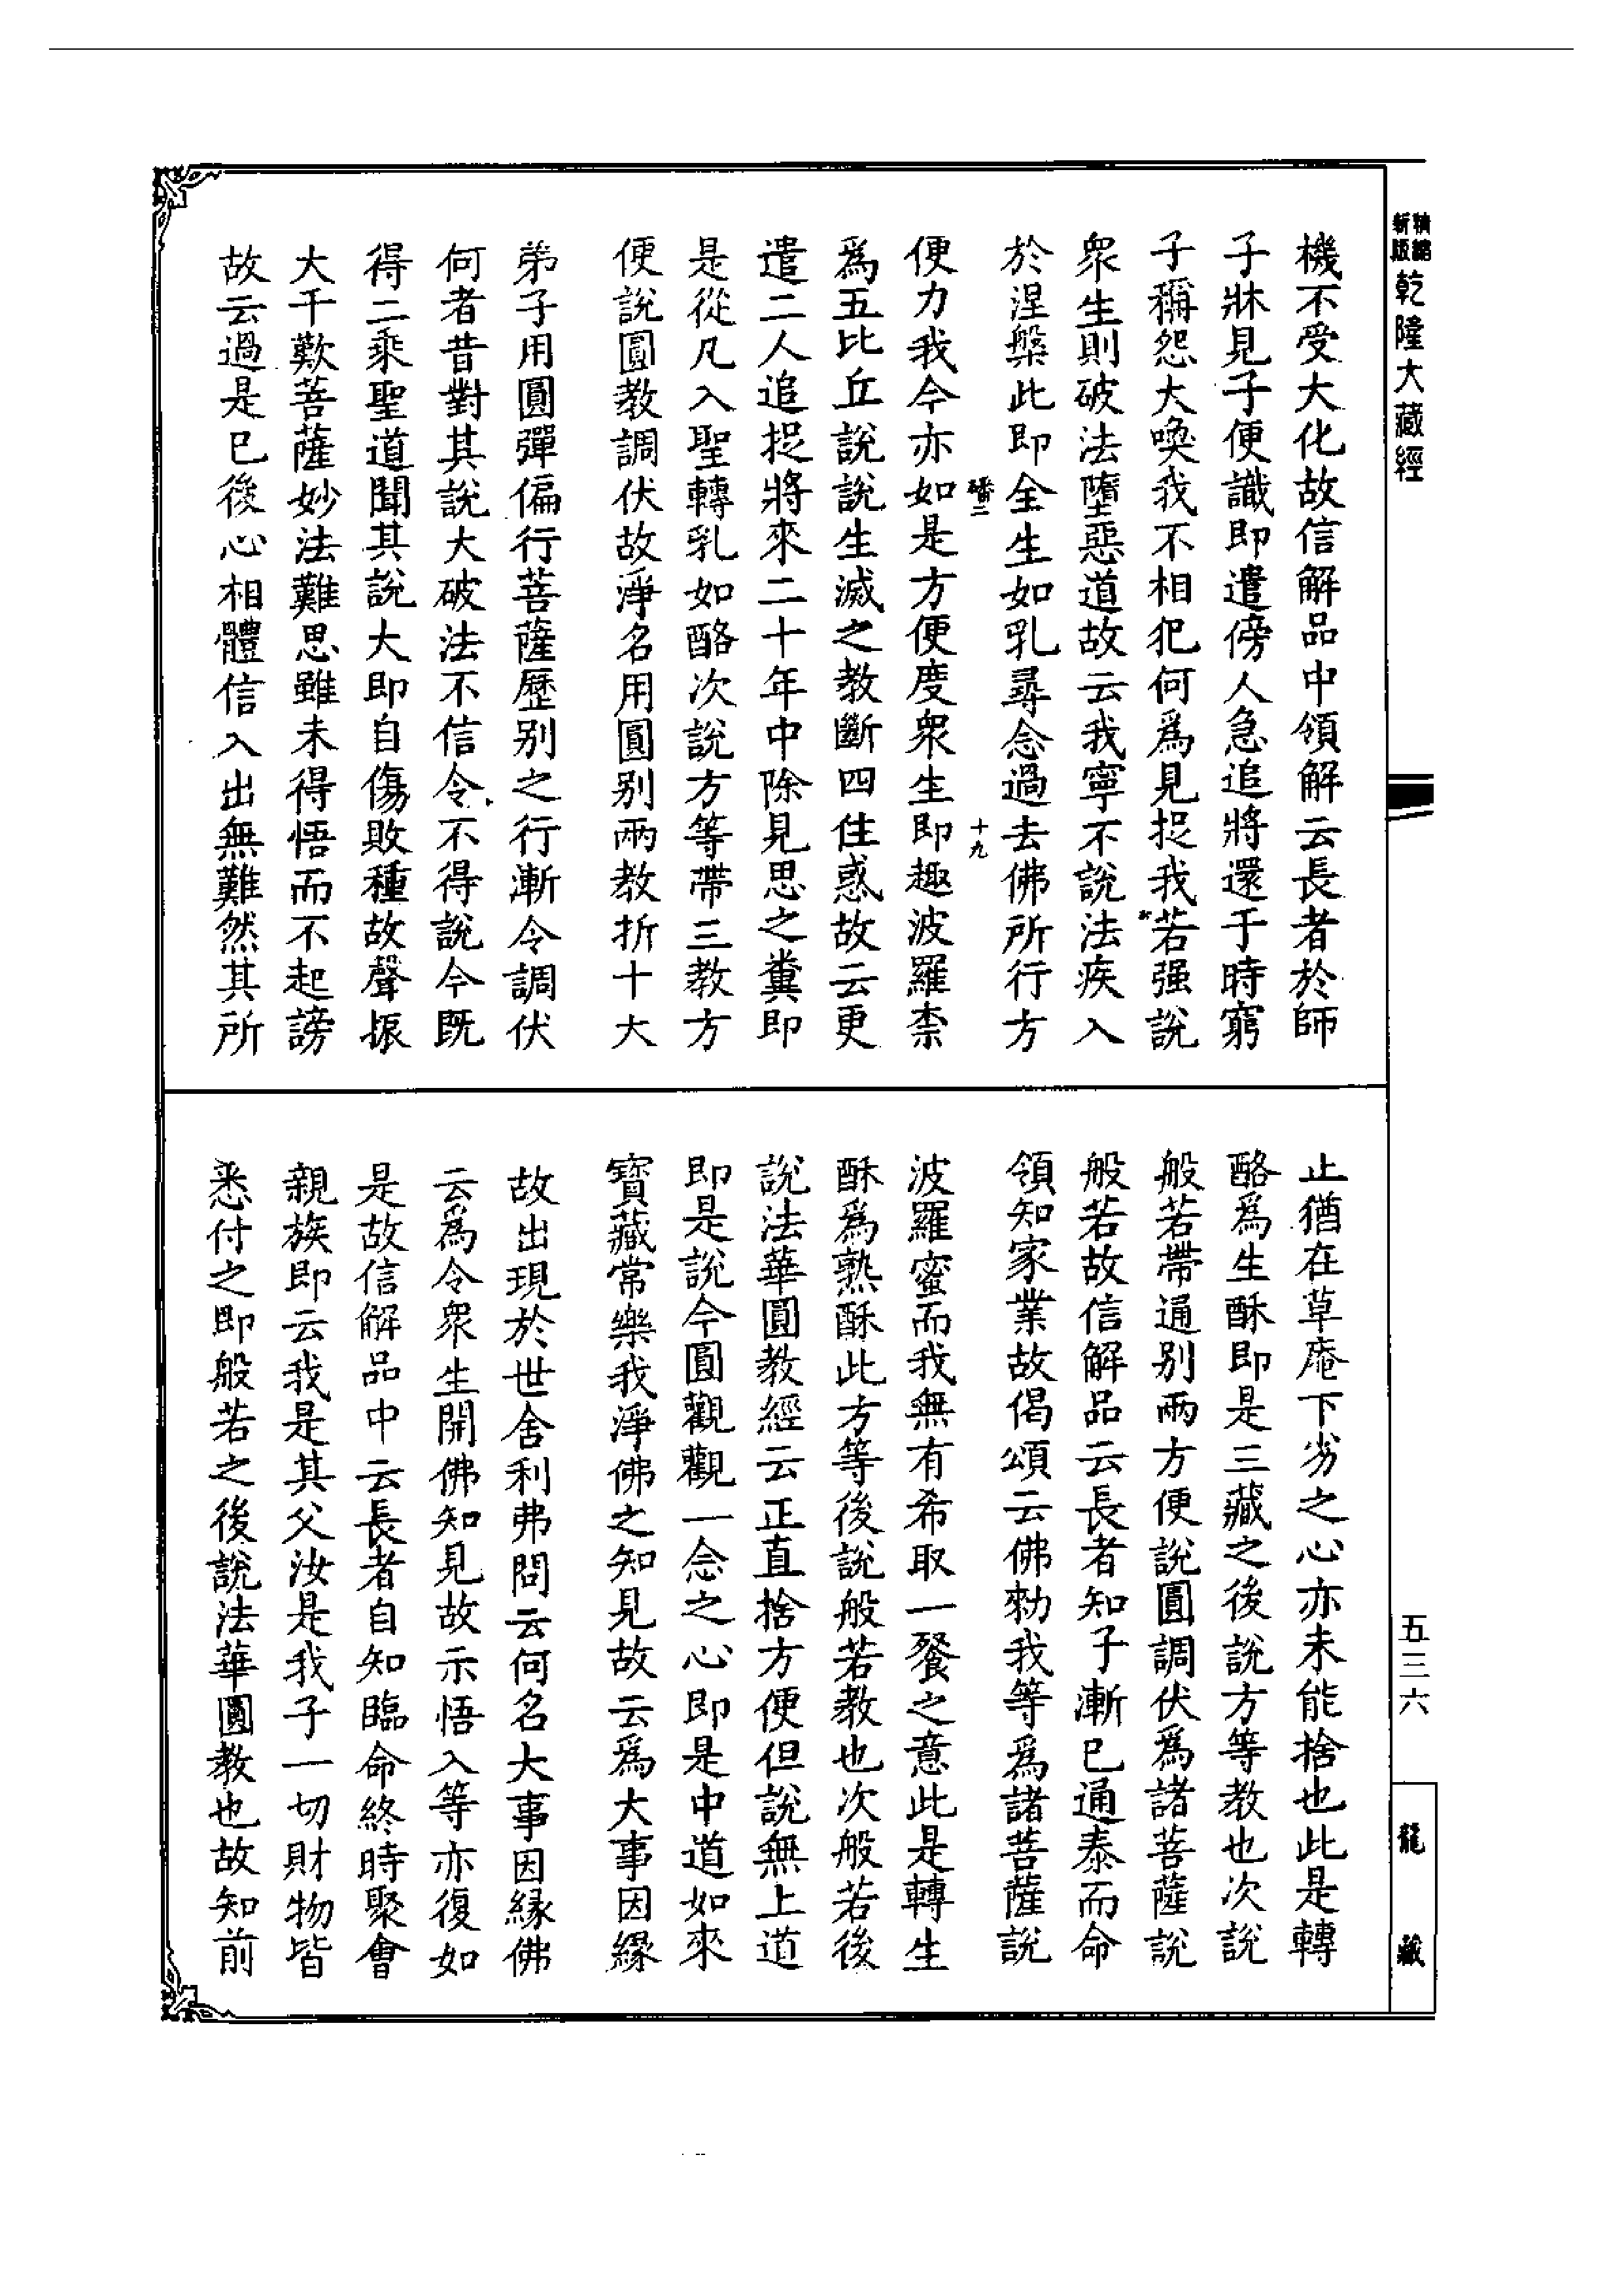 精縮新版乾隆大藏經
機不受大化故信解品中領解云長者於師
子牀見子便識即遣傍人急追將還于時窮
子稱怨大喚我不相犯何爲見捉我若强說
衆生則破法墮惡道故云我寧不說法疾入
於涅槃此即全生如乳尋念過去佛所行方
磻二 十九
便力我今亦如是方便度衆生即趣波羅柰
爲五比丘說說生滅之教斷四住惑故云更
遣二人追捉將來二十年中除見思之糞即
是從凡入聖轉乳如酪次說方等帶三教方
便說圓教調伏故淨名用圓別兩教折十大
弟子用圓彈偏行菩薩歷別之行漸令調伏
何者昔對其說大破法不信令不得說今既
得二乘聖道聞其說大即自傷敗種故聲振
大千歎菩薩妙法難思雖未得悟而不起謗
故云過是已後心相體信入出無難然其所
止猶在草庵下劣之心亦未能捨也此是轉
酪爲生酥即是三藏之後說方等教也次說
般若帶通別兩方便說圓調伏爲諸菩薩說
般若故信解品云長者知子漸已通泰而命
領知家業故偈頌云佛勑我等爲諸菩薩說
波羅蜜而我無有希取一飡之意此是轉生
酥爲熟酥此方等後說般若教也次般若後
說法華圓教經云正直捨方便但說無上道
即是說今圓觀觀一念之心即是中道如來
寶藏常樂我淨佛之知見故云爲大事因緣
故出現於世舍利弗問云何名大事因緣佛
云爲令衆生開佛知見故示悟入等亦復如
是故信解品中云長者自知臨命終時聚會
親族即云我是其父汝是我子一切財物皆
悉付之即般若之後說法華圓教也故知前
五三六
龍藏